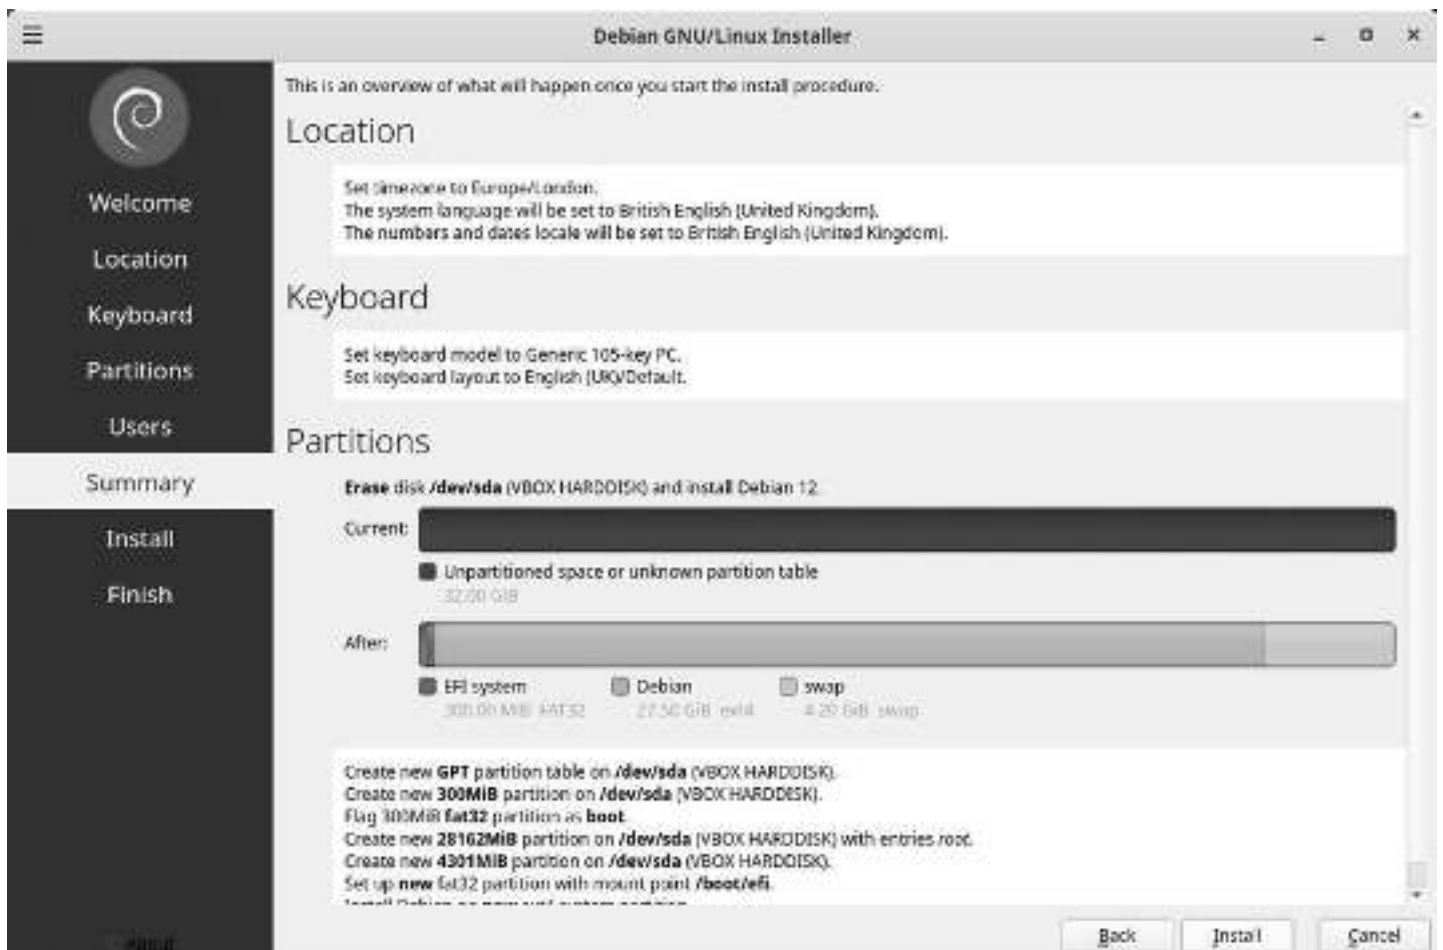 Debian GNU/Linux Installer
This is an overview of what will happen once you start the install procedure.
Welcome
Location
Keyboard
Partitions
Users
Summary
Install
Finish
Location
Set timezone to Europe/London.
The system language will be set to British English (United Kingdom).
The numbers and dates locale will be set to British English (United Kingdom).
Keyboard
Set keyboard model to Generic 105-key PC.
Set keyboard layout to English (UK)/Default.
Partitions
Erase disk /dev/sda (VBOX HARDDISK) and install Debian 12.
Current:
Unpartitioned space or unknown partition table
32.00 GiB
After:
EFI system
300.00 MiB FAT32
Debian
27.50 GiB ext4
swap
4.20 GiB swap
Create new GPT partition table on /dev/sda (VBOX HARDDISK).
Create new 300MiB partition on /dev/sda (VBOX HARDDISK).
Flag 300MiB fat32 partition as boot.
Create new 28162MiB partition on /dev/sda (VBOX HARDDISK) with entries root.
Create new 4301MiB partition on /dev/sda (VBOX HARDDISK).
Set up new fat32 partition with mount point /boot/efi.
Back
Install
Cancel